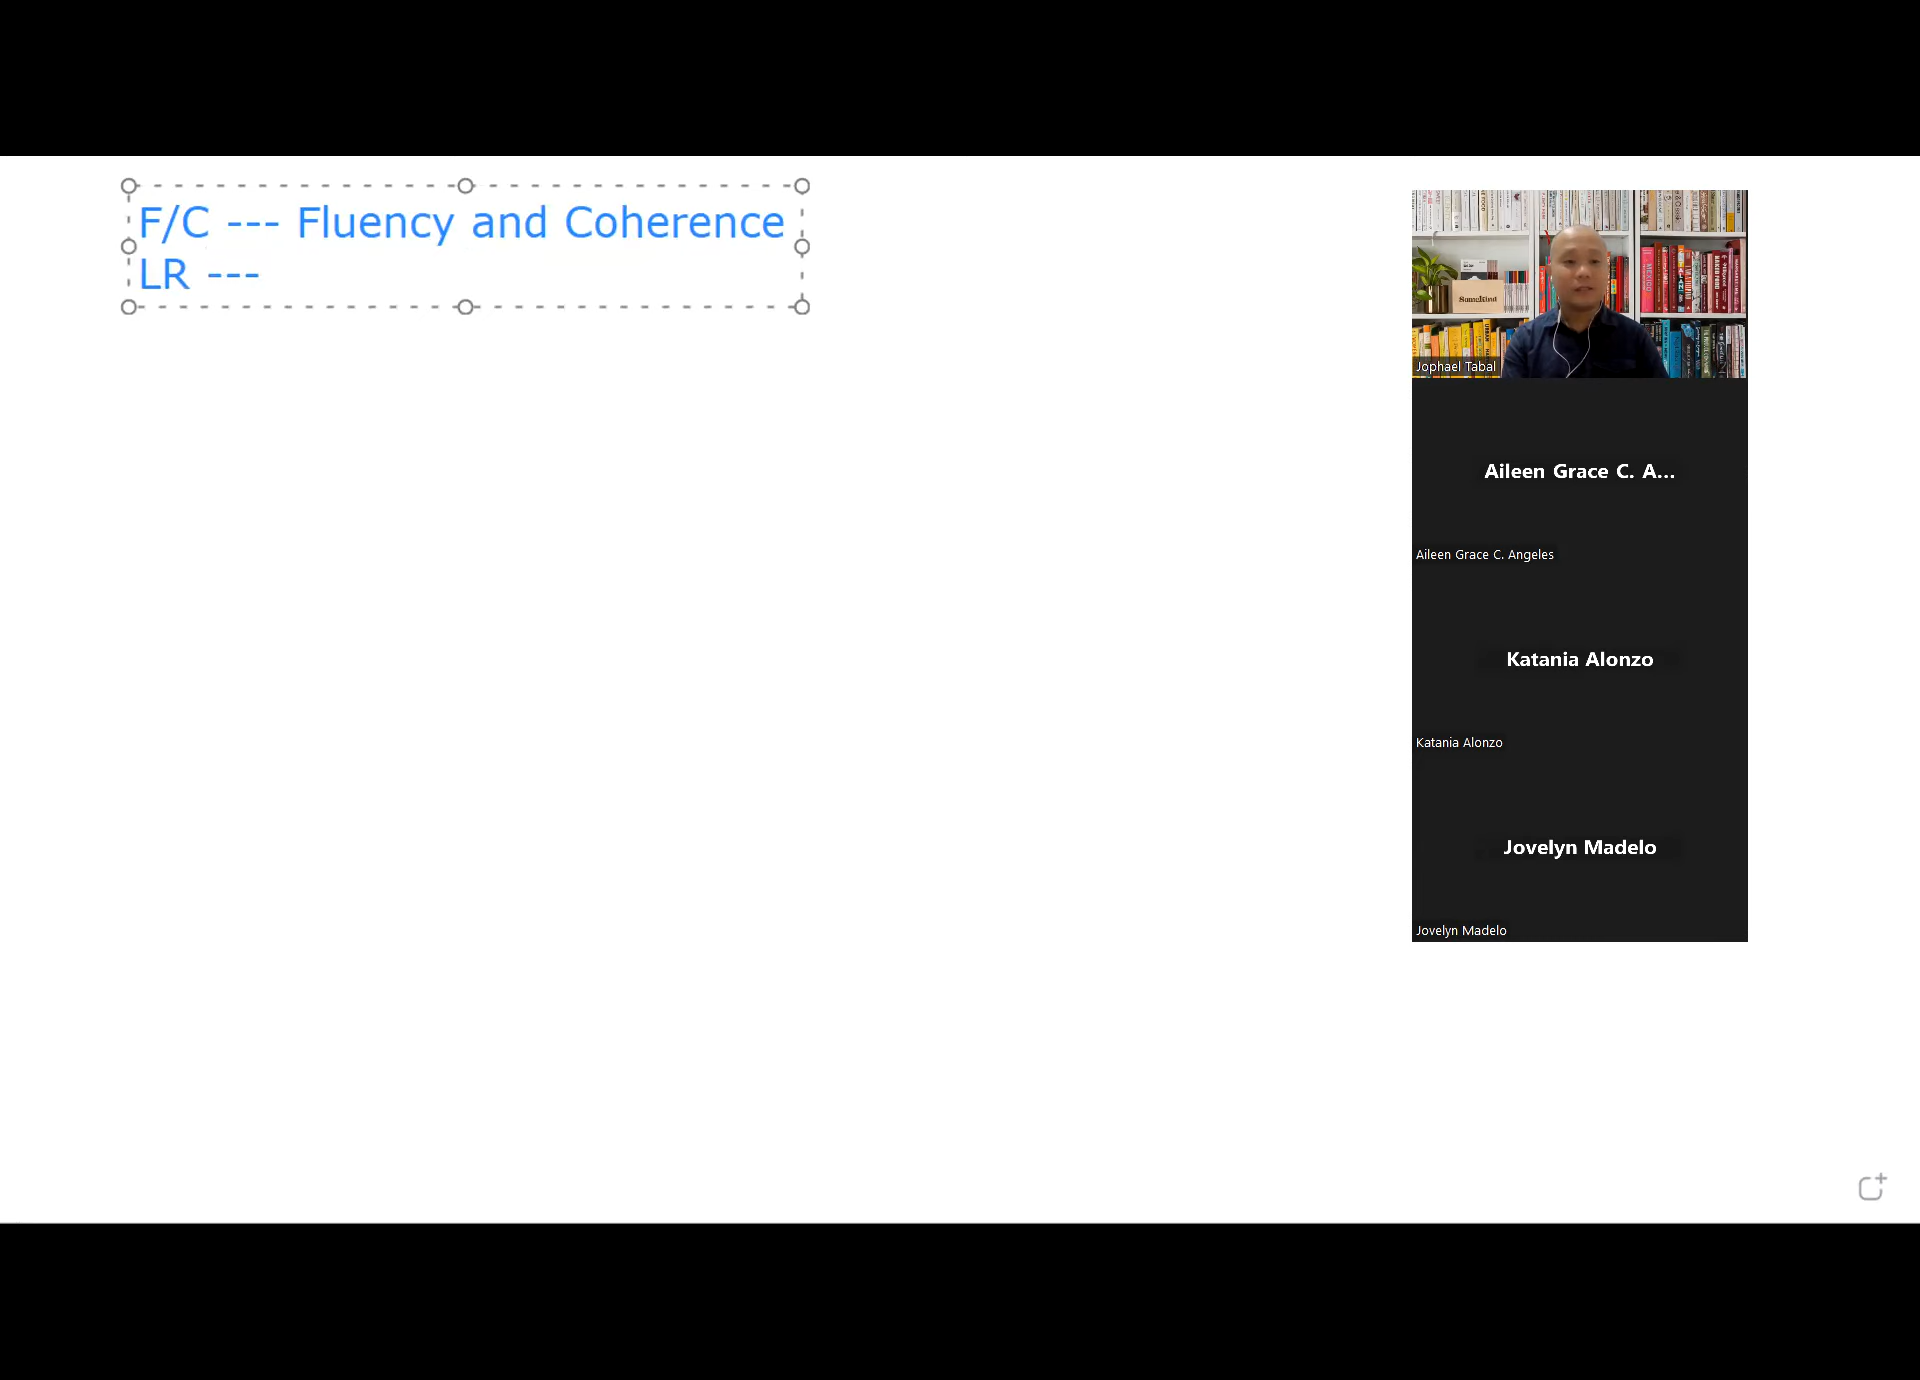 F/C --- Fluency and Coherence
LR ---
SomeKind
Jophael Tabal
Aileen Grace C. A...
Aileen Grace C. Angeles
Katania Alonzo
Katania Alonzo
Jovelyn Madelo
Jovelyn Madelo